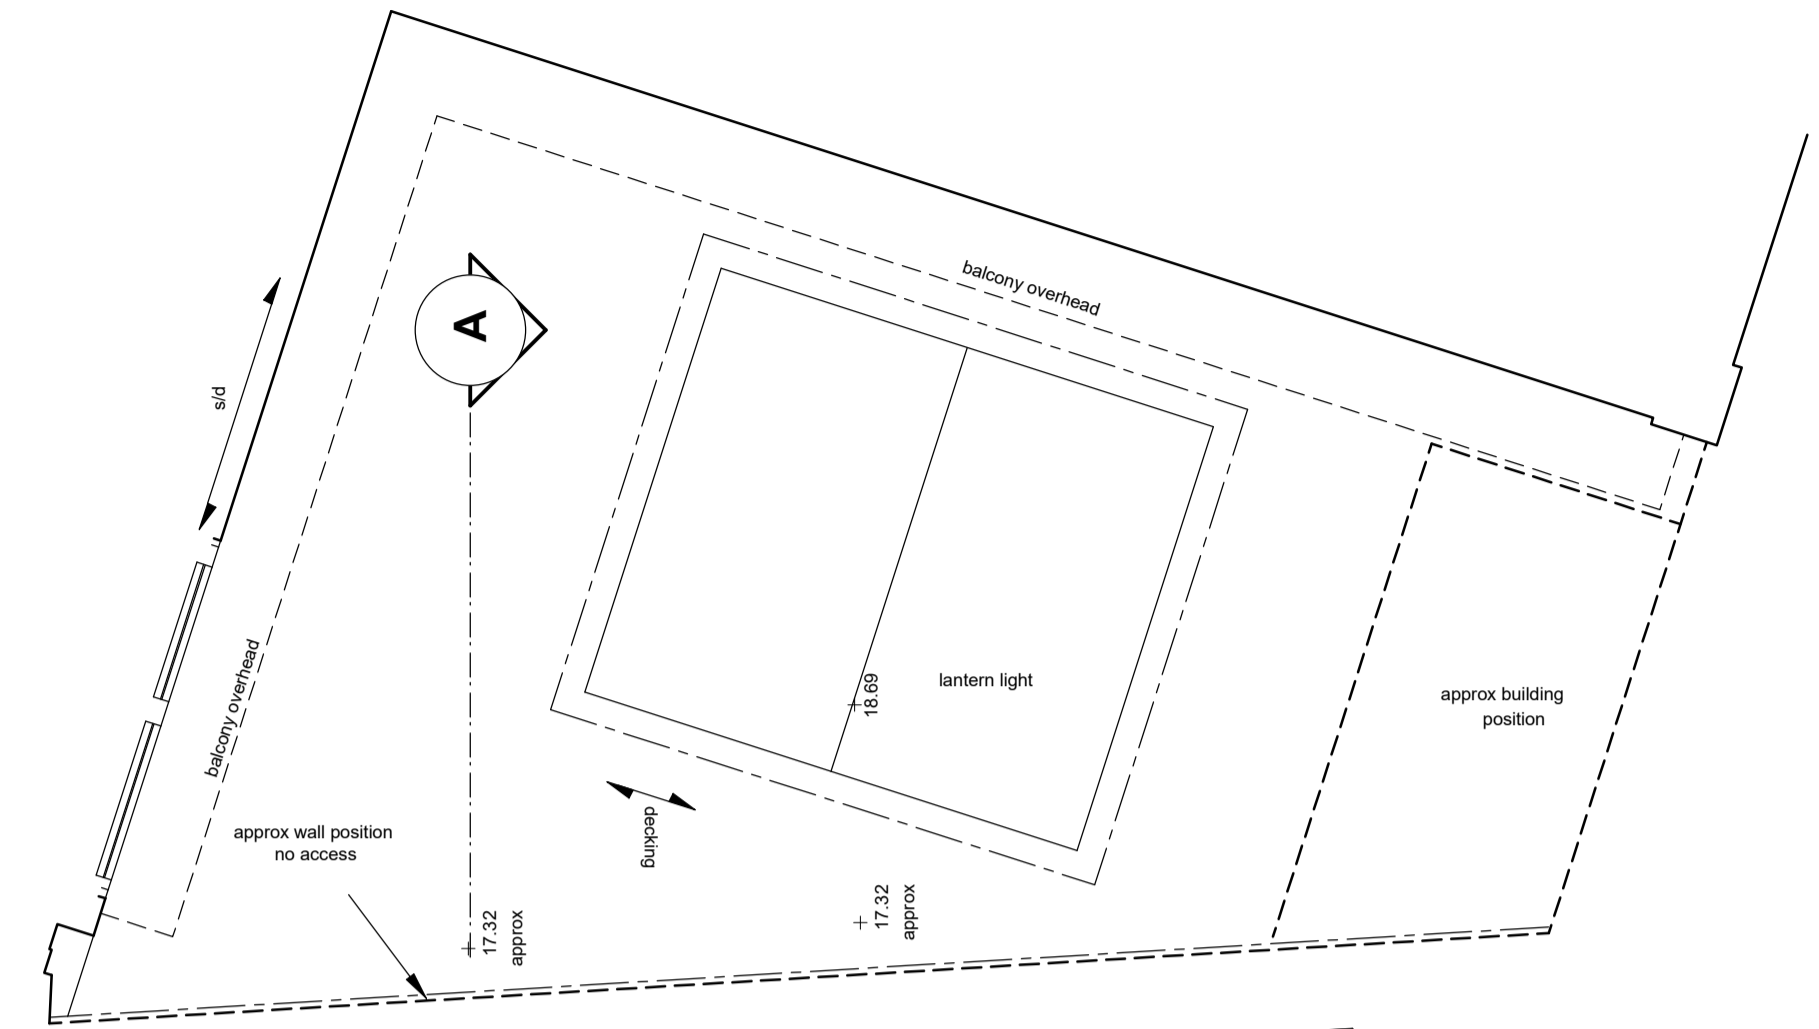 A
balcony overhead
s/d
balcony overhead
lantern light
18.69
approx building
position
decking
approx wall position
no access
17.32
approx
17.32
approx